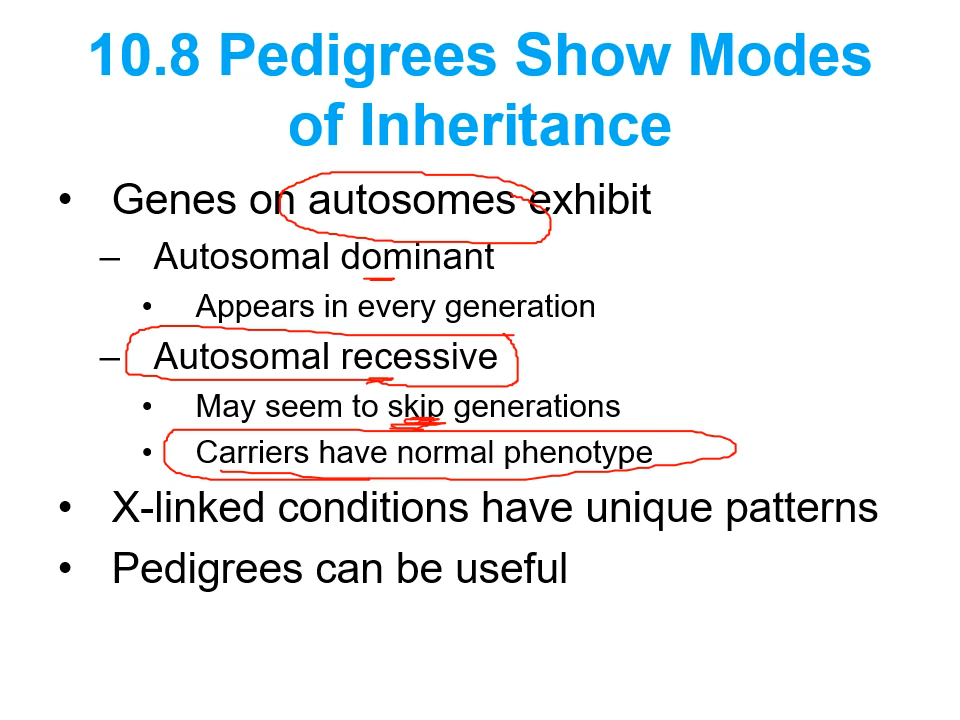 10.8 Pedigrees Show Modes
of Inheritance
• Genes on autosomes exhibit
– Autosomal dominant
• Appears in every generation
– Autosomal recessive
• May seem to skip generations
• Carriers have normal phenotype
• X-linked conditions have unique patterns
• Pedigrees can be useful